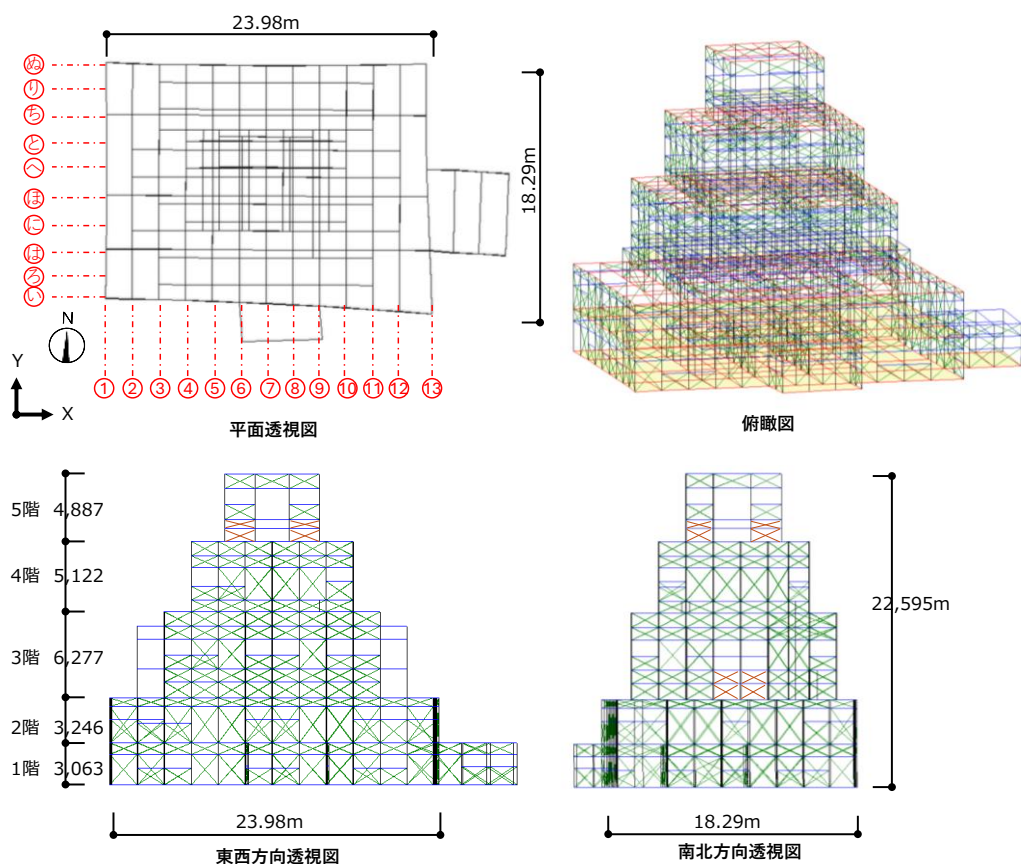 23.98m
ぬ
り
ち
と
へ
ほ
に
は
ろ
い
N
Y
X
① ② ③ ④ ⑤ ⑥ ⑦ ⑧ ⑨ ⑩ ⑪ ⑫ ⑬
平面透視図
18.29m
俯瞰図
5階 4,887
4階 5,122
3階 6,277
2階 3,246
1階 3,063
23.98m
東西方向透視図
22,595m
18.29m
南北方向透視図